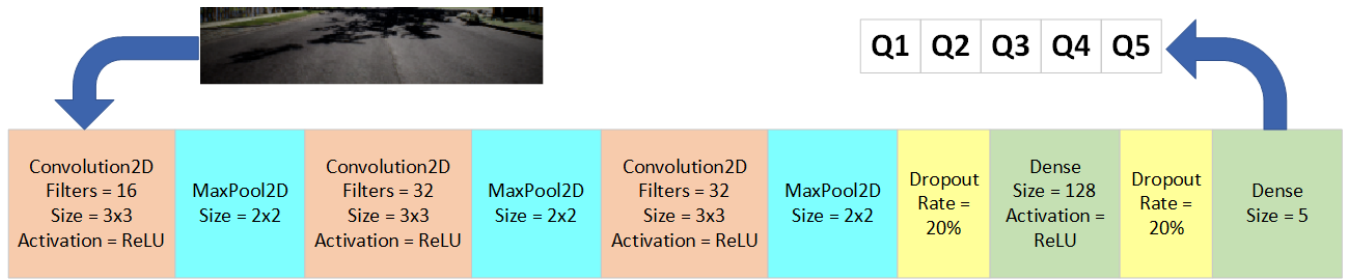 Q1 Q2 Q3 Q4 Q5
Convolution2D
Filters = 16
Size = 3x3
Activation = ReLU
MaxPool2D
Size = 2x2
Convolution2D
Filters = 32
Size = 3x3
Activation = ReLU
MaxPool2D
Size = 2x2
Convolution2D
Filters = 32
Size = 3x3
Activation = ReLU
MaxPool2D
Size = 2x2
Dropout
Rate =
20%
Dense
Size = 128
Activation =
ReLU
Dropout
Rate =
20%
Dense
Size = 5